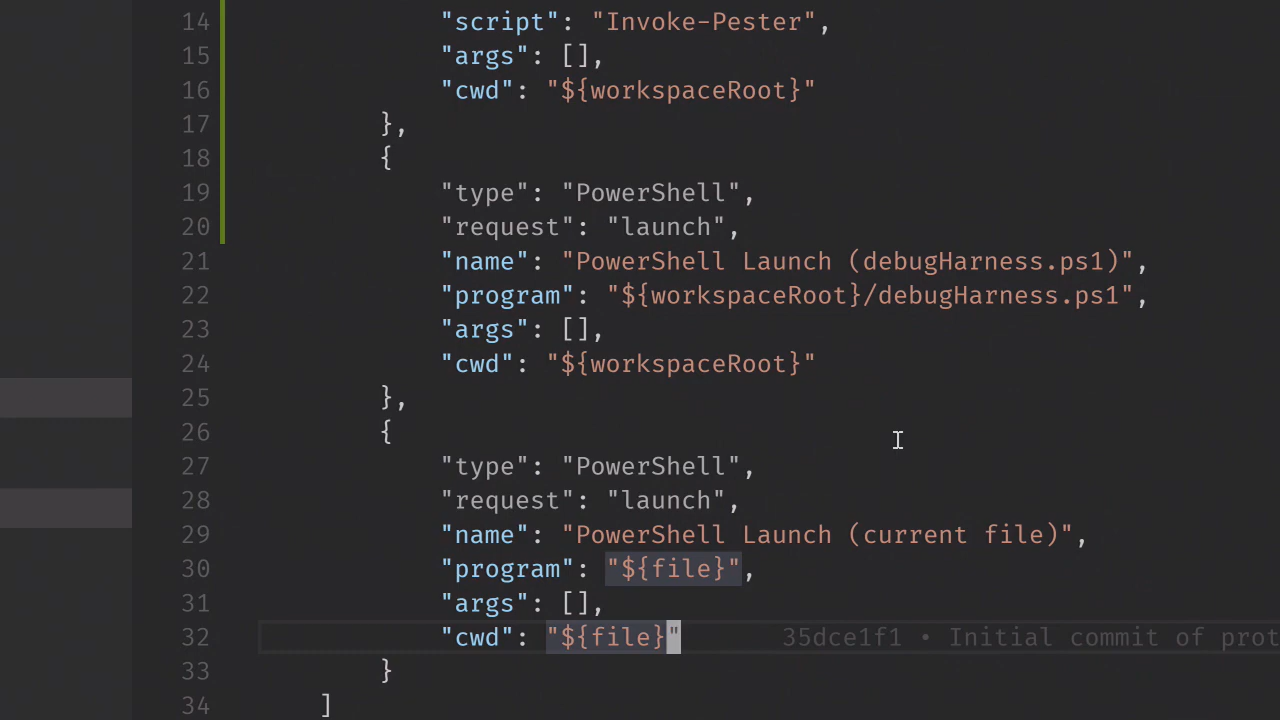 14 "script": "Invoke-Pester",
15 "args": [],
16 "cwd": "${workspaceRoot}"
17 },
18 {
19 "type": "PowerShell",
20 "request": "launch",
21 "name": "PowerShell Launch (debugHarness.ps1)",
22 "program": "${workspaceRoot}/debugHarness.ps1",
23 "args": [],
24 "cwd": "${workspaceRoot}"
25 },
26 {
27 "type": "PowerShell",
28 "request": "launch",
29 "name": "PowerShell Launch (current file)",
30 "program": "${file}",
31 "args": [],
32 "cwd": "${file}" 35dce1f1 • Initial commit of prot
33 }
34 ]